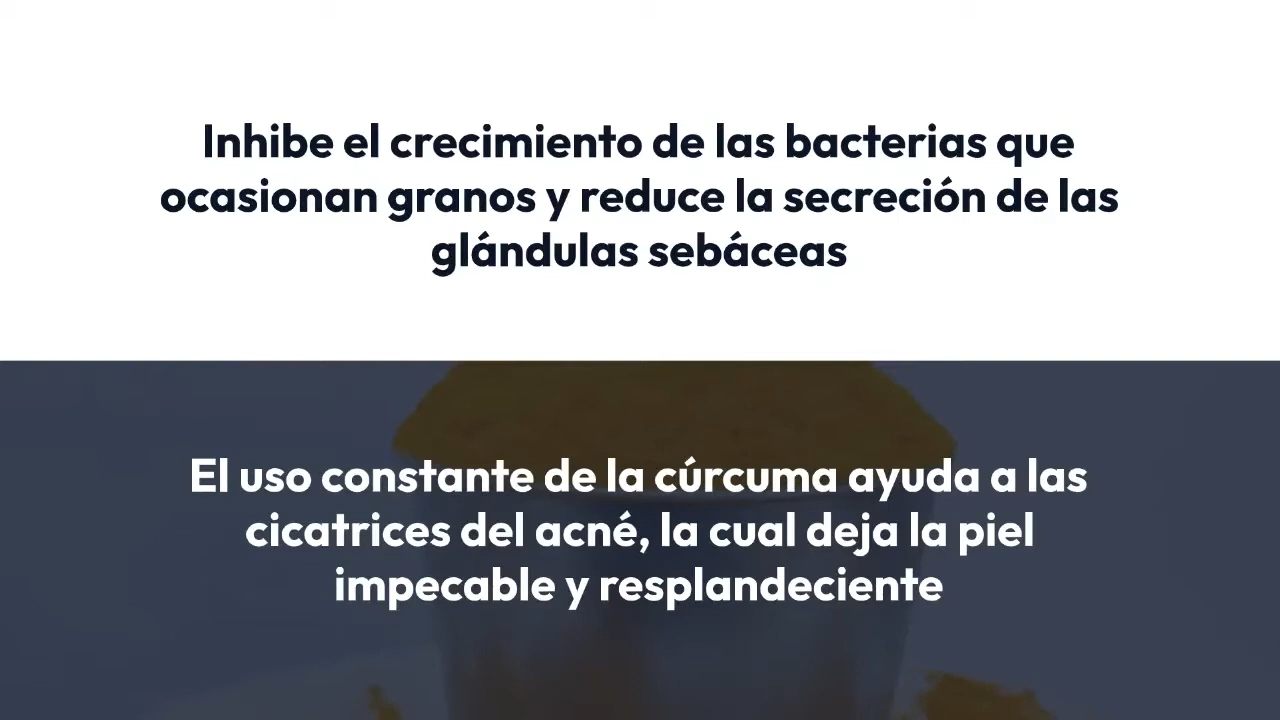 Inhibe el crecimiento de las bacterias que
ocasionan granos y reduce la secreción de las
glándulas sebáceas
El uso constante de la cúrcuma ayuda a las
cicatrices del acné, la cual deja la piel
impecable y resplandeciente